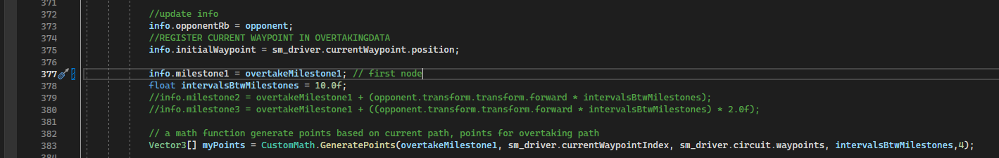 371
372 //update info
373 info.opponentRb = opponent;
374 //REGISTER CURRENT WAYPOINT IN OVERTAKINGDATA
375 info.initialWaypoint = sm_driver.currentWaypoint.position;
376
377 info.milestone1 = overtakeMilestone1; // first node
378 float intervalsBtwMilestones = 10.0f;
379 //info.milestone2 = overtakeMilestone1 + (opponent.transform.transform.forward * intervalsBtwMilestones);
380 //info.milestone3 = overtakeMilestone1 + ((opponent.transform.transform.forward * intervalsBtwMilestones) * 2.0f);
381
382 // a math function generate points based on current path, points for overtaking path
383 Vector3[] myPoints = CustomMath.GeneratePoints(overtakeMilestone1, sm_driver.currentWaypointIndex, sm_driver.circuit.waypoints, intervalsBtwMilestones,4);
384